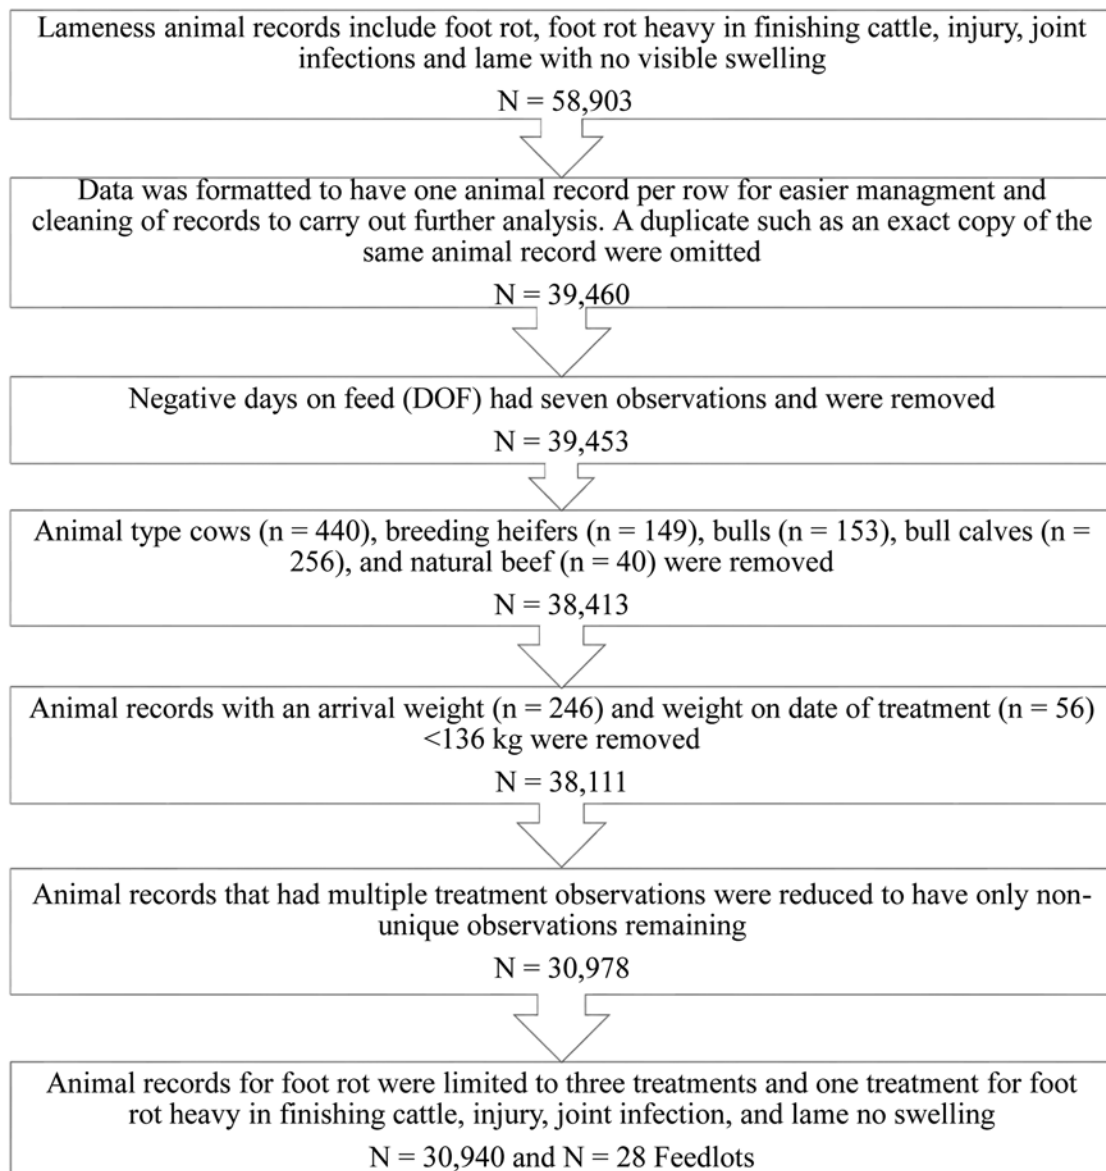 Lameness animal records include foot rot, foot rot heavy in finishing cattle, injury, joint
infections and lame with no visible swelling
N = 58,903
Data was formatted to have one animal record per row for easier managment and
cleaning of records to carry out further analysis. A duplicate such as an exact copy of the
same animal record were omitted
N = 39,460
Negative days on feed (DOF) had seven observations and were removed
N = 39,453
Animal type cows (n = 440), breeding heifers (n = 149), bulls (n = 153), bull calves (n =
256), and natural beef (n = 40) were removed
N = 38,413
Animal records with an arrival weight (n = 246) and weight on date of treatment (n = 56)
<136 kg were removed
N = 38,111
Animal records that had multiple treatment observations were reduced to have only non-
unique observations remaining
N = 30,978
Animal records for foot rot were limited to three treatments and one treatment for foot
rot heavy in finishing cattle, injury, joint infection, and lame no swelling
N = 30,940 and N = 28 Feedlots